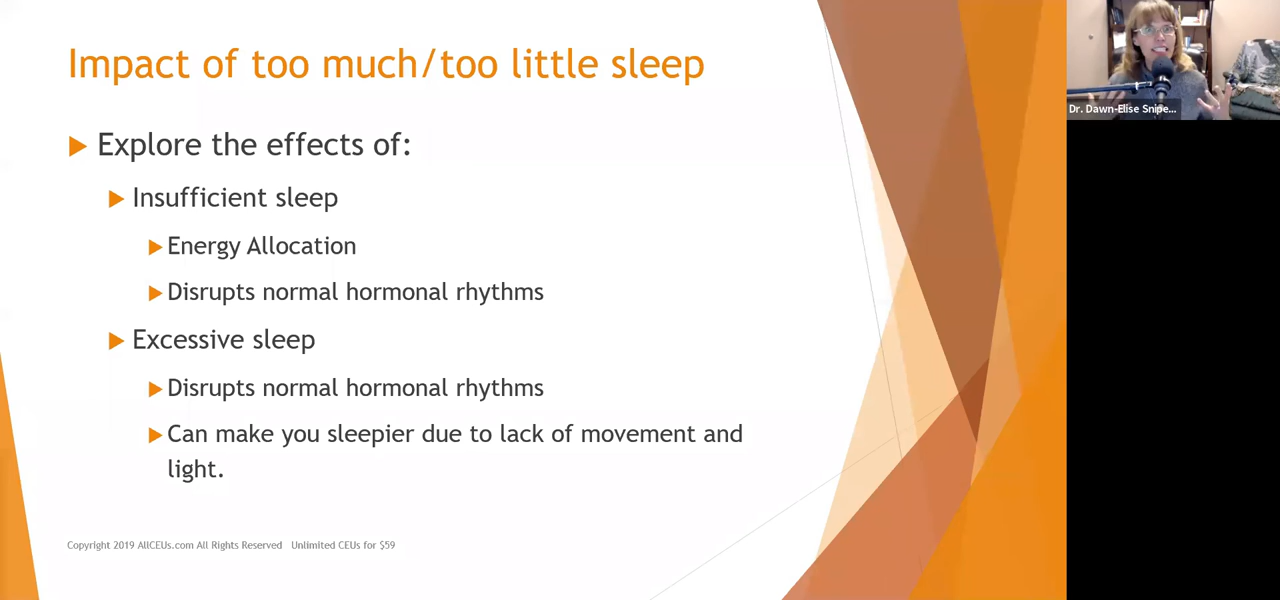 Impact of too much/too little sleep
Explore the effects of:
Insufficient sleep
Energy Allocation
Disrupts normal hormonal rhythms
Excessive sleep
Disrupts normal hormonal rhythms
Can make you sleepier due to lack of movement and
light.
Copyright 2019 AllCEUs.com All Rights Reserved Unlimited CEUs for $59
Dr. Dawn-Elise Snipe...